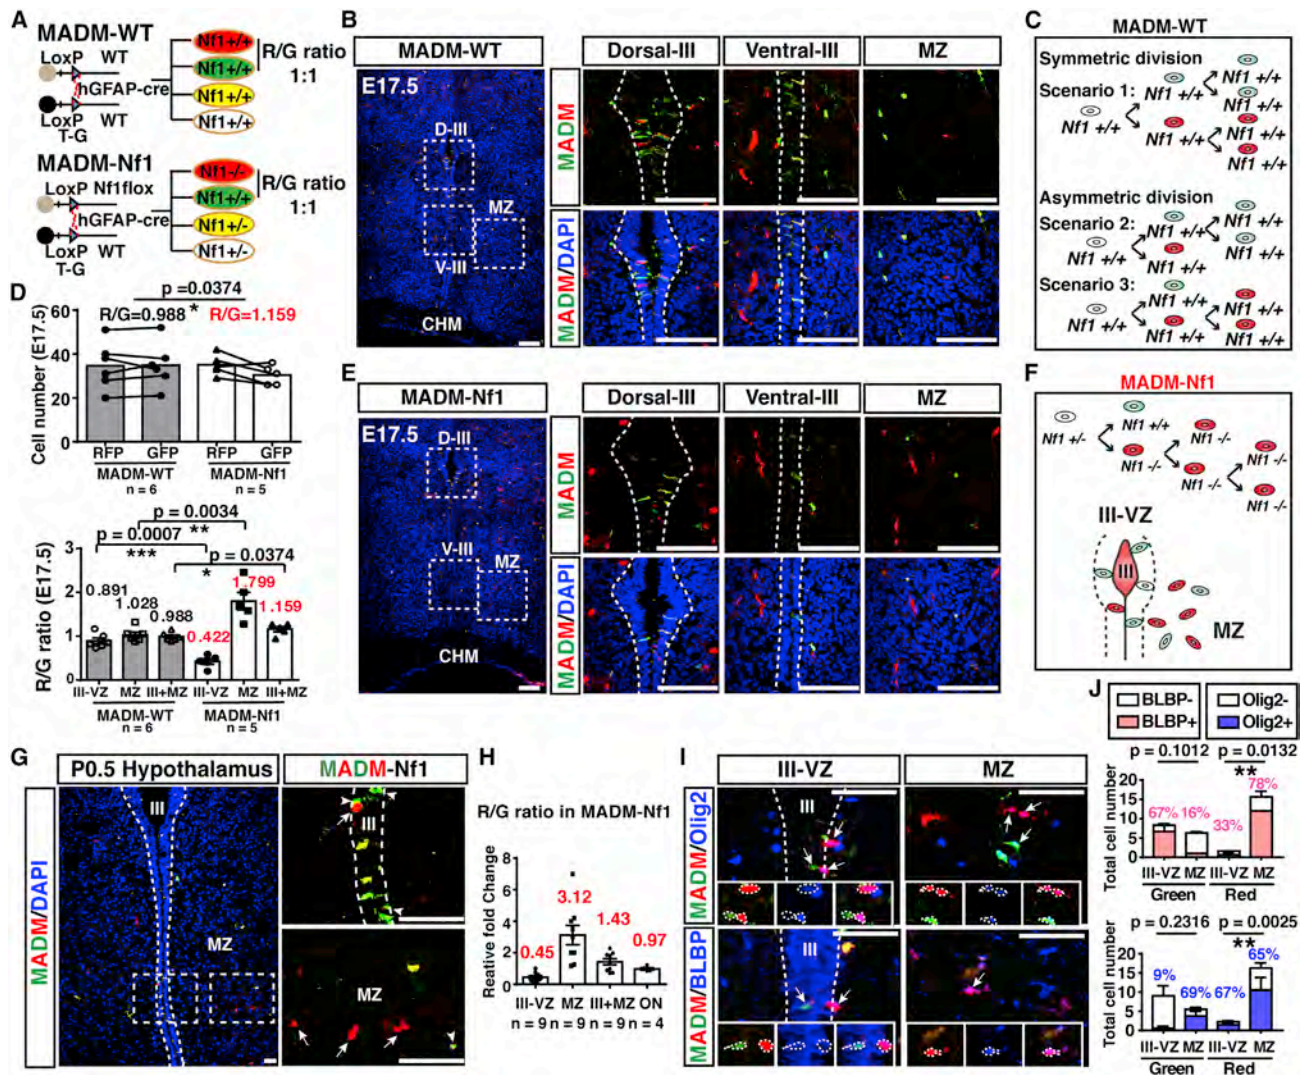 A
MADM-WT
LoxP WT
hGFAP-cre
LoxP WT
T-G
Nf1+/+
Nf1+/+
Nf1+/+
Nf1+/+
R/G ratio
1:1
MADM-Nf1
LoxP Nf1flox
hGFAP-cre
LoxP WT
T-G
Nf1-/-
Nf1+/+
Nf1+/-
Nf1+/-
R/G ratio
1:1
B
MADM-WT
Dorsal-III
Ventral-III
MZ
E17.5
D-III
MZ
V-III
CHM
MADM
MADM/DAPI
C
MADM-WT
Symmetric division
Scenario 1:
Nf1 +/+
Nf1 +/+
Nf1 +/+
Nf1 +/+
Nf1 +/+
Nf1 +/+
Nf1 +/+
Asymmetric division
Scenario 2:
Nf1 +/+
Nf1 +/+
Nf1 +/+
Nf1 +/+
Nf1 +/+
Scenario 3:
Nf1 +/+
Nf1 +/+
Nf1 +/+
Nf1 +/+
Nf1 +/+
D
p =0.0374
*
R/G=0.988
R/G=1.159
Cell number (E17.5)
60
40
20
0
RFP GFP RFP GFP
MADM-WT MADM-Nf1
n = 6 n = 5
p = 0.0034
**
p = 0.0007
***
p = 0.0374
*
R/G ratio (E17.5)
3
2
1
0
0.891
1.028
0.988
0.422
1.799
1.159
III-VZ MZ III+MZ III-VZ MZ III+MZ
MADM-WT MADM-Nf1
n = 6 n = 5
E
MADM-Nf1
Dorsal-III
Ventral-III
MZ
E17.5
D-III
V-III
MZ
CHM
MADM
MADM/DAPI
F
MADM-Nf1
Nf1 +/-
Nf1 +/+
Nf1 -/-
Nf1 -/-
Nf1 -/-
Nf1 -/-
Nf1 -/-
III-VZ
III
MZ
G
P0.5 Hypothalamus
MADM-Nf1
MADM/DAPI
III
MZ
III
MZ
H
R/G ratio in MADM-Nf1
Reative fold Change
8
6
4
2
0
0.45
3.12
1.43
0.97
III-VZ MZ III+MZ ON
n = 9 n = 9 n = 9 n = 4
I
III-VZ
MZ
MADM/Olig2
III
MADM/BLBP
III
J
BLBP-
BLBP+
Olig2-
Olig2+
p = 0.1012
p = 0.0132
**
Total cell number
20
15
10
5
0
67%
16%
33%
78%
III-VZ MZ III-VZ MZ
Green Red
p = 0.2316
p = 0.0025
**
Total cell number
20
15
10
5
0
9%
69%
67%
65%
III-VZ MZ III-VZ MZ
Green Red